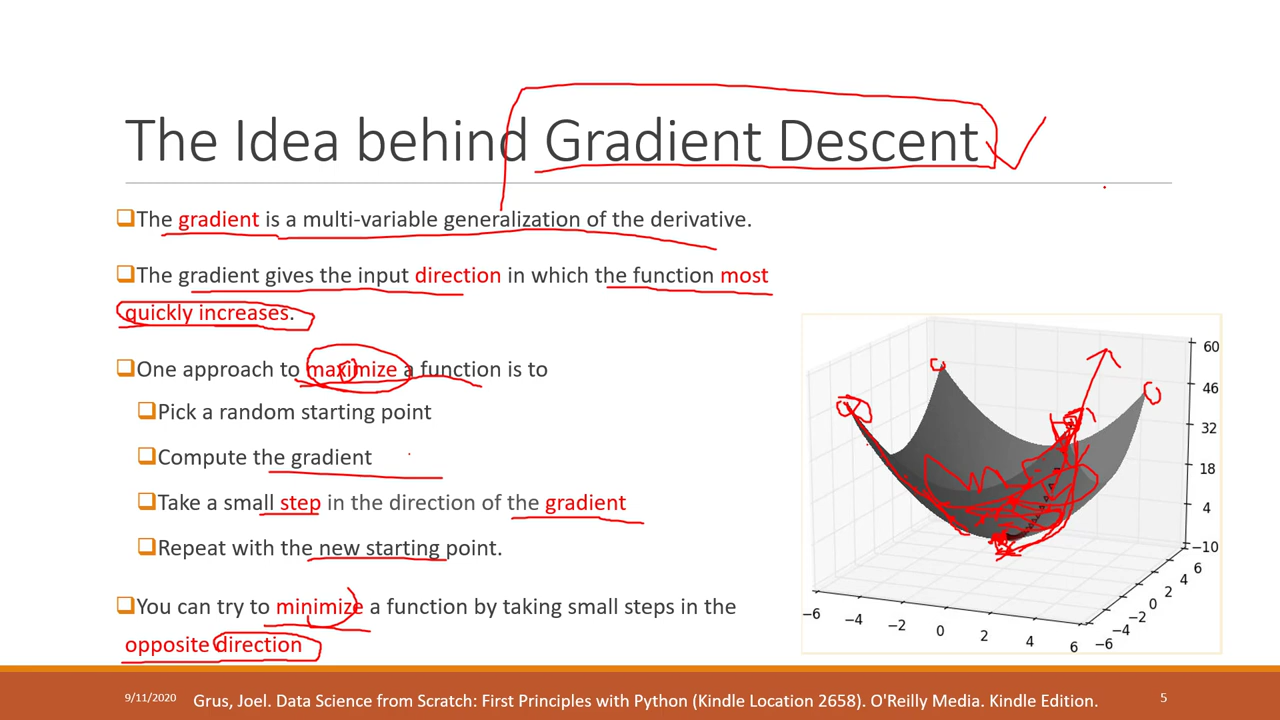 The Idea behind Gradient Descent
The gradient is a multi-variable generalization of the derivative.
The gradient gives the input direction in which the function most
quickly increases.
One approach to maximize a function is to
Pick a random starting point
Compute the gradient
Take a small step in the direction of the gradient
Repeat with the new starting point.
You can try to minimize a function by taking small steps in the
opposite direction
60
46
32
18
4
−10
−6
−4
−2
0
2
4
6
−6
−4
−2
0
2
4
6
9/11/2020
Grus, Joel. Data Science from Scratch: First Principles with Python (Kindle Location 2658). O'Reilly Media. Kindle Edition.
5